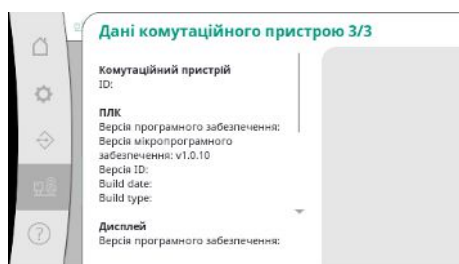 Дані комутаційного пристрою 3/3
Комутаційний пристрій
ID:
ПЛК
Версія програмного забезпечення:
Версія мікропрограмного
забезпечення: v1.0.10
Версія ID:
Build date:
Build type:
Дисплей
Версія програмного забезпечення: